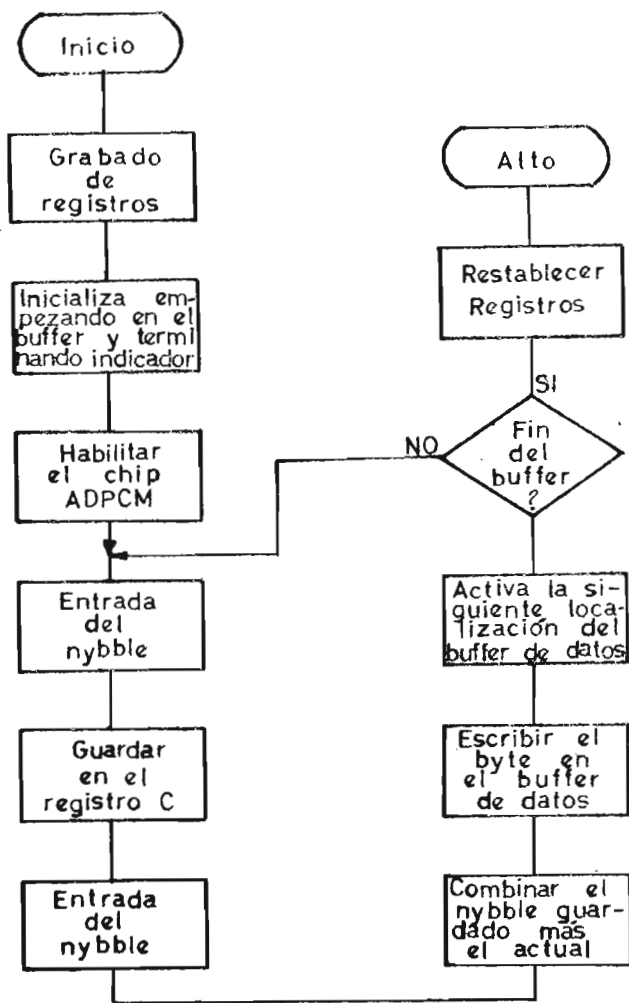 Inicio
Grabado
de
registros
Inicializa em-
pezando en el
buffer y termi
nando indicador
Habilitar
el chip
ADPCM
Entrada
del
nybble
Guardar
en el
registro C
Entrada
del
nybble
Alto
Restablecer
Registros
SI
NO
Fin
del
buffer
?
Activa la si-
guiente loca-
lización del
buffer de datos
Escribir el
byte en
el buffer
de datos
Combinar el
nybble guar-
dado más
el actual